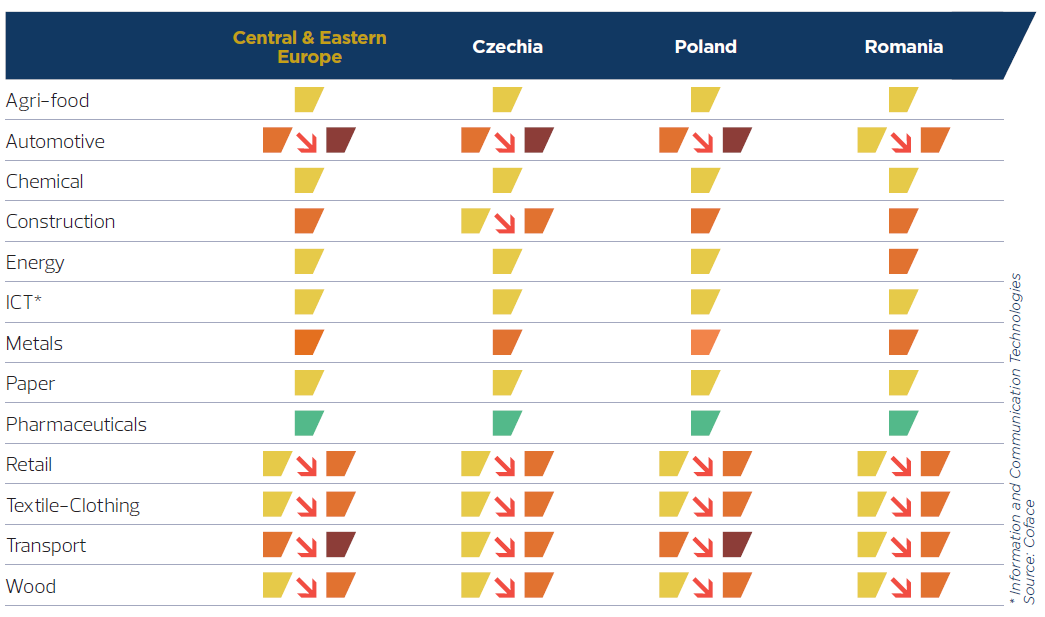 Central & Eastern
Europe
Czechia
Poland
Romania
Agri-food
Automotive
Chemical
Construction
Energy
ICT*
Metals
Paper
Pharmaceuticals
Retail
Textile-Clothing
Transport
Wood
* Information and Communication Technologies
Source: Coface